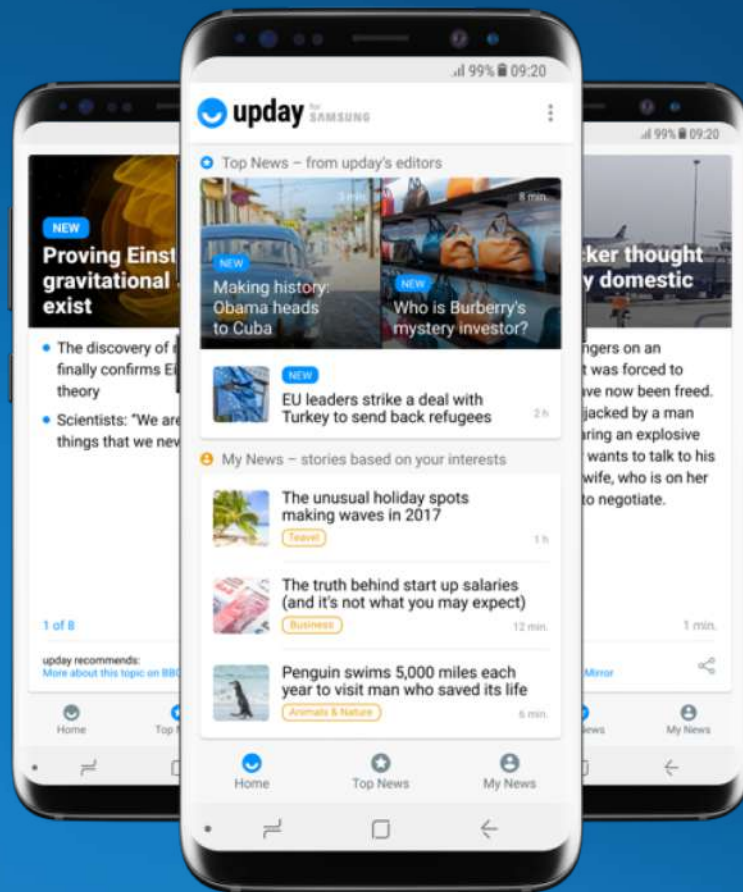 99% 09:20
upday for SAMSUNG
Top News – from upday's editors
3 min.
8 min.
NEW
Making history:
Obama heads
to Cuba
NEW
Who is Burberry's
mystery investor?
NEW
EU leaders strike a deal with
Turkey to send back refugees
2 h
My News – stories based on your interests
The unusual holiday spots
making waves in 2017
Teavel
1 h
The truth behind start up salaries
(and it's not what you may expect)
Business
12 min.
Penguin swims 5,000 miles each
year to visit man who saved its life
Animals & Nature
6 min.
Home
Top News
My News
NEW
Proving Einst
gravitational
exist
The discovery of
finally confirms Ei
theory
Scientists: "We are
things that we nev
1 of 8
upday recommends:
More about this topic on BBC
Home
Top
99% 09:20
cker thought
y domestic
ngers on an
t was forced to
ve now been freed.
jacked by a man
ring an explosive
wants to talk to his
wife, who is on her
to negotiate.
1 min.
Mirror
ews
My News